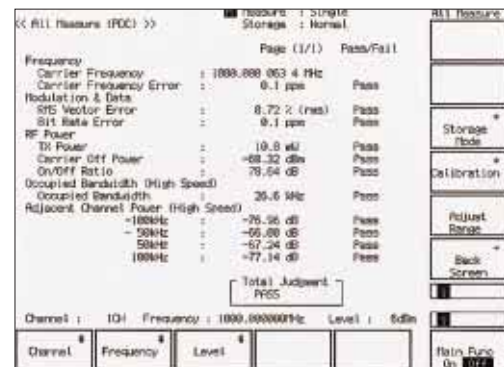 << All Measure (PDC) >>
Measure : Single
Storage : Normal
All Measure
Page (1/1) Pass/Fail
Frequency
Carrier Frequency : 1000.000 063 4 MHz
Carrier Frequency Error : 0.1 ppm Pass
Modulation & Data
RMS Vector Error : 0.72 % (rms) Pass
Bit Rate Error : 0.1 ppm Pass
RF Power
TX Power : 10.8 mW Pass
Carrier Off Power : -68.32 dBm Pass
On/Off Ratio : 78.64 dB Pass
Occupied Bandwidth (High Speed)
Occupied Bandwidth : 26.6 kHz Pass
Adjacent Channel Power (High Speed)
-100kHz : -76.96 dB Pass
- 50kHz : -66.80 dB Pass
50kHz : -67.24 dB Pass
100kHz : -77.14 dB Pass
Total Judgment
PASS
Channel : 1CH Frequency : 1000.000000MHz Level : 6dBm
Channel
Frequency
Level
Storage
Mode
Calibration
Adjust
Range
Back
Screen
Main Func
On Off